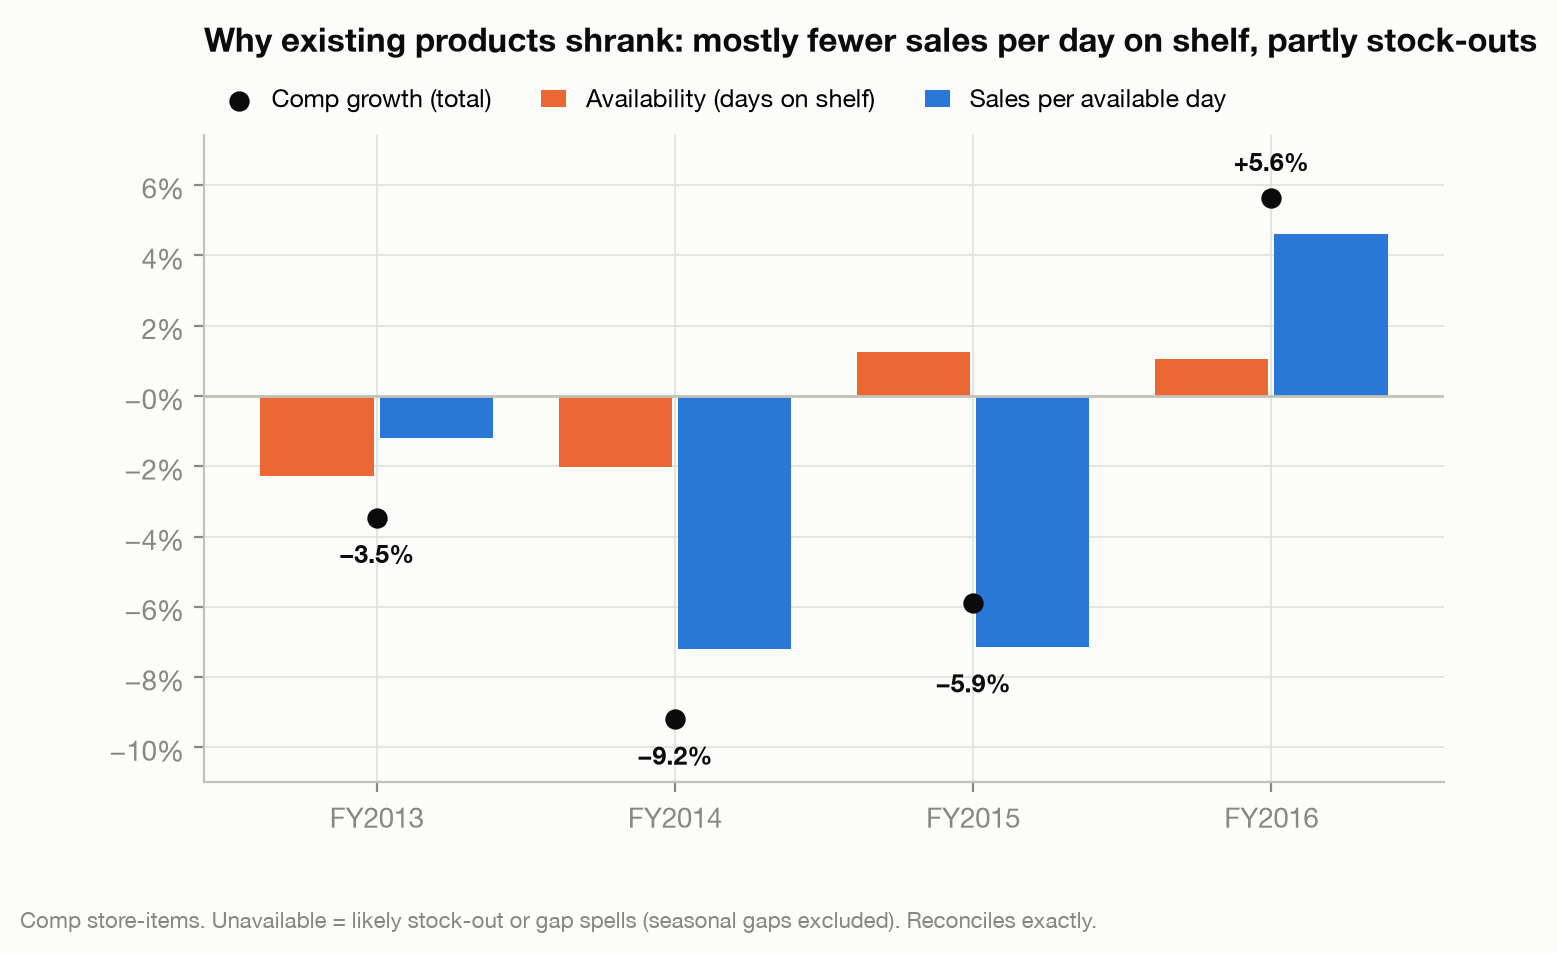 Why existing products shrank: mostly fewer sales per day on shelf, partly stock-outs
Comp growth (total)
Availability (days on shelf)
Sales per available day
6%
4%
2%
−0%
−2%
−4%
−6%
−8%
−10%
+5.6%
−3.5%
−5.9%
−9.2%
FY2013
FY2014
FY2015
FY2016
Comp store-items. Unavailable = likely stock-out or gap spells (seasonal gaps excluded). Reconciles exactly.